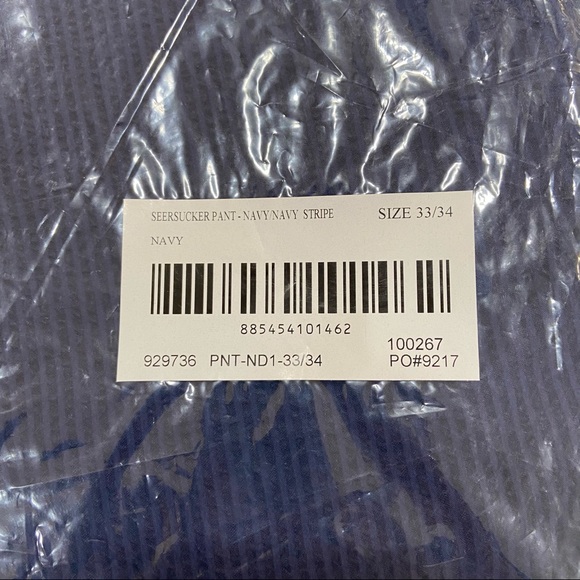 SEERSUCKER PANT - NAVY/NAVY STRIPE SIZE 33/34
NAVY
885454101462
100267
929736 PNT-ND1-33/34 PO#9217